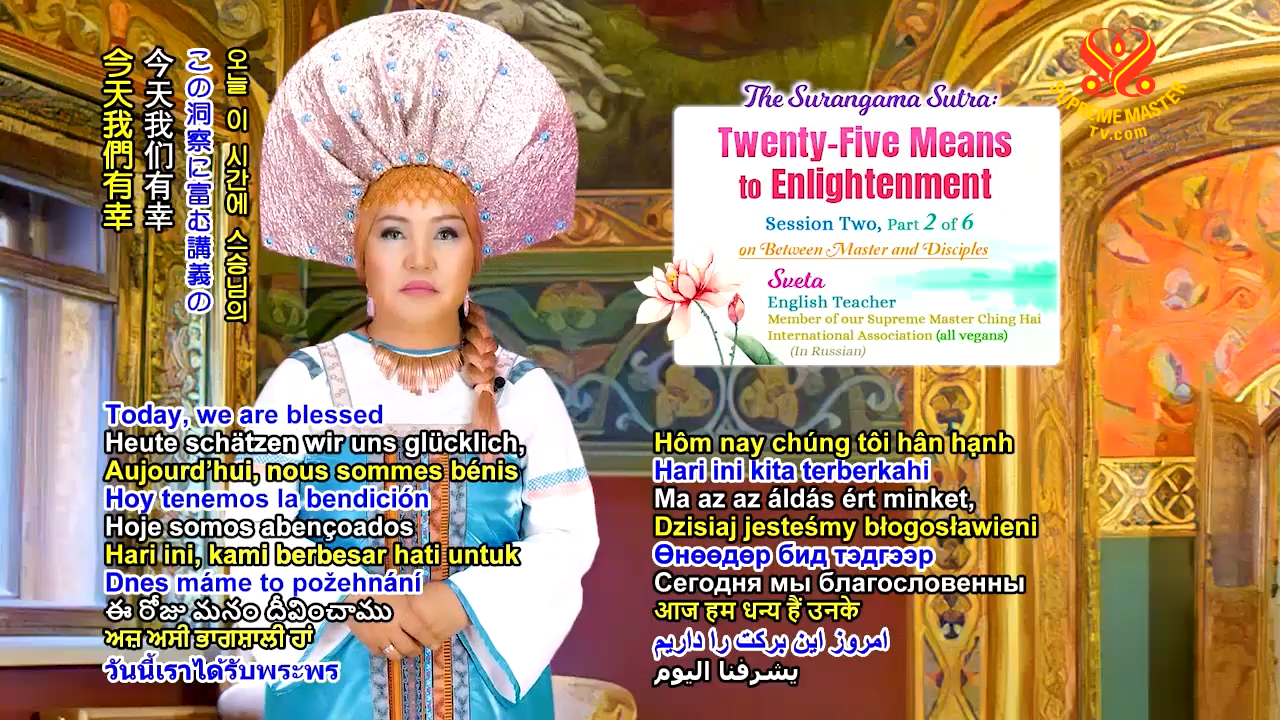 今天我們有幸
今天我们有幸
この洞察に富む講義の
오늘 이 시간에 스승님의
SUPREME MASTER
TV.com
The Surangama Sutra:
Twenty-Five Means
to Enlightenment
Session Two, Part 2 of 6
on Between Master and Disciples
Sveta
English Teacher
Member of our Supreme Master Ching Hai
International Association (all vegans)
(In Russian)
Today, we are blessed
Heute schätzen wir uns glücklich,
Aujourd’hui, nous sommes bénis
Hoy tenemos la bendición
Hoje somos abençoados
Hari ini, kami berbesar hati untuk
Dnes máme to požehnání
ఈ రోజు మనం దీవించాము
ਅਜ ਅਸੀ ਭਾਗਸ਼ਾਲੀ ਹਾਂ
วันนี้เราได้รับพระพร
Hôm nay chúng tôi hân hạnh
Hari ini kita terberkahi
Ma az az áldás ért minket,
Dzisiaj jesteśmy błogosławieni
Өнөөдөр бид тэдгээр
Сегодня мы благословенны
आज हम धन्य हैं उनके
امروز این برکت را داریم
يشرفنا اليوم